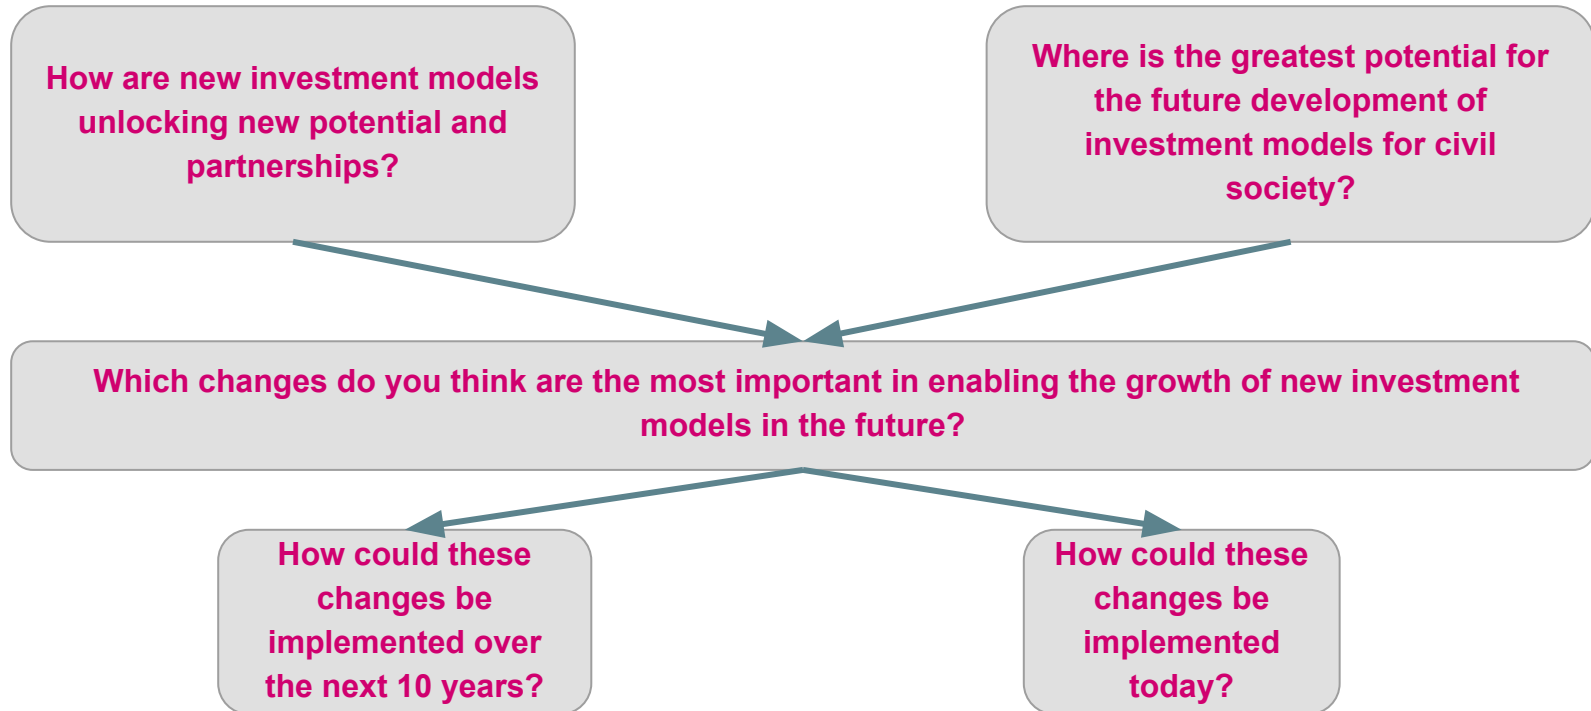 How are new investment models
unlocking new potential and
partnerships?
Where is the greatest potential for
the future development of
investment models for civil
society?
Which changes do you think are the most important in enabling the growth of new investment
models in the future?
How could these
changes be
implemented over
the next 10 years?
How could these
changes be
implemented
today?